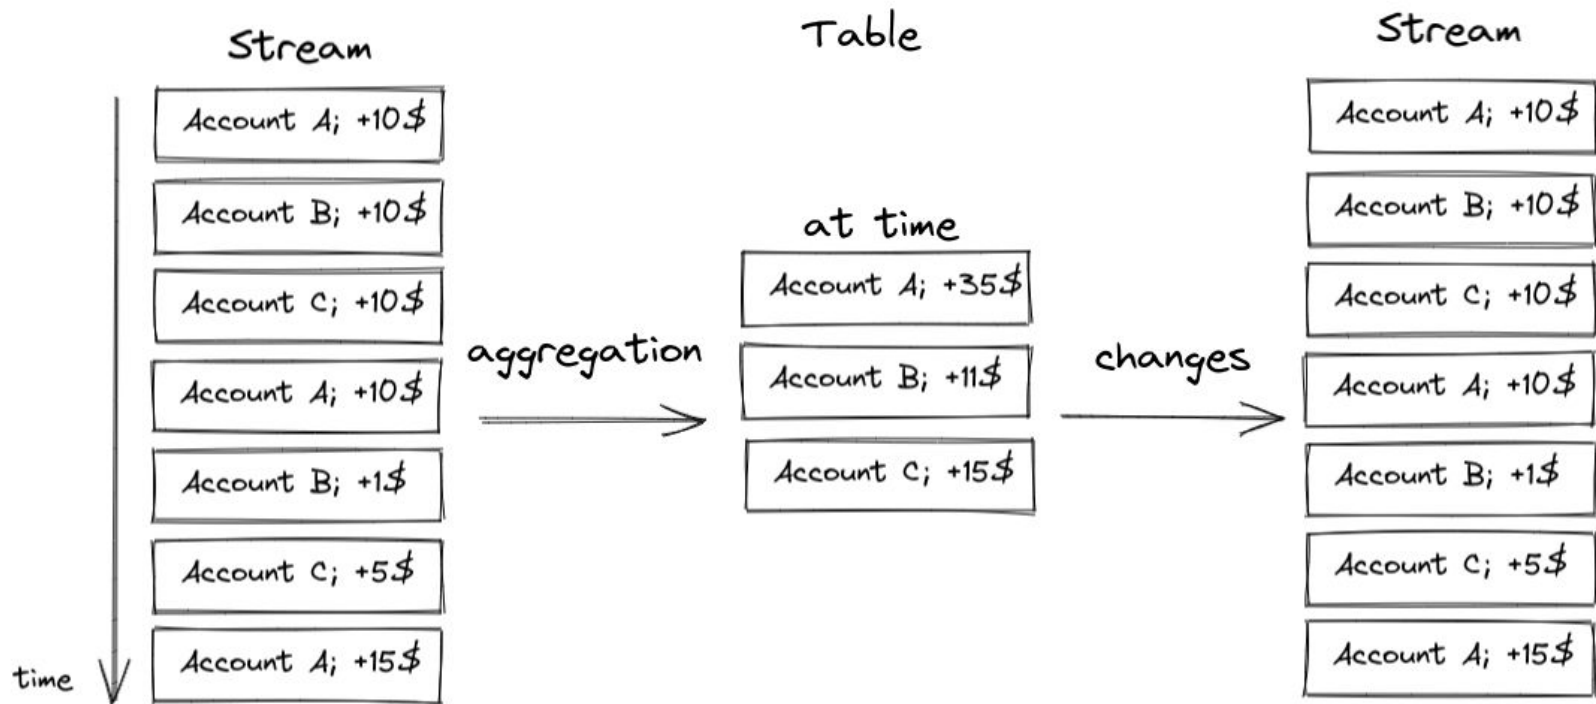 Stream
Account A; +10$
Account B; +10$
Account C; +10$
Account A; +10$
Account B; +1$
Account C; +5$
Account A; +15$
time
aggregation
Table
at time
Account A; +35$
Account B; +11$
Account C; +15$
changes
Stream
Account A; +10$
Account B; +10$
Account C; +10$
Account A; +10$
Account B; +1$
Account C; +5$
Account A; +15$